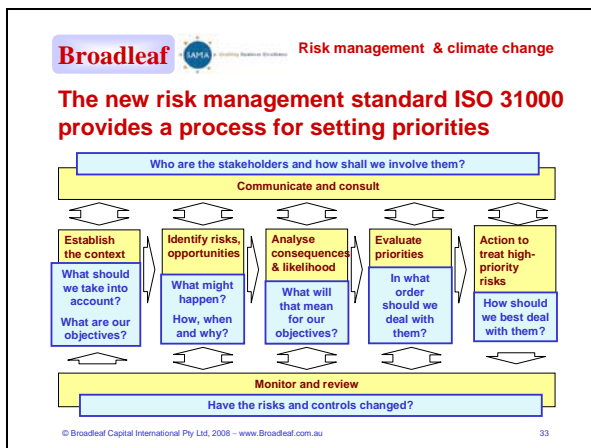 Broadleaf
SAMA
Risk management & climate change
The new risk management standard ISO 31000
provides a process for setting priorities
Who are the stakeholders and how shall we involve them?
Communicate and consult
Establish
the context
What should
we take into
account?
What are our
objectives?
Identify risks,
opportunities
What might
happen?
How, when
and why?
Analyse
consequences
& likelihood
What will
that mean
for our
objectives?
Evaluate
priorities
In what
order
should we
deal with
them?
Action to
treat high-
priority
risks
How should
we best deal
with them?
Monitor and review
Have the risks and controls changed?
© Broadleaf Capital International Pty Ltd, 2008 – www.Broadleaf.com.au
33